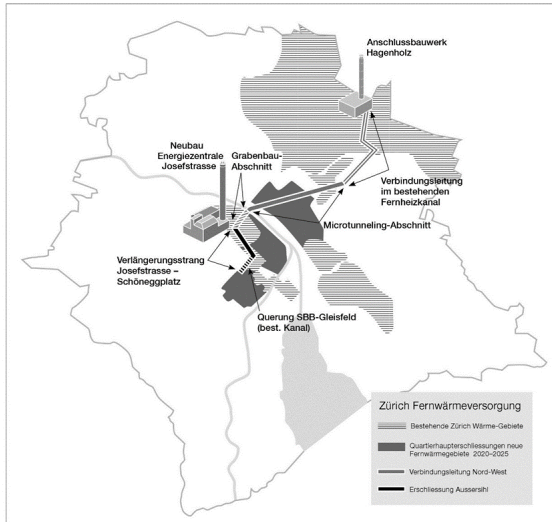 Anschlussbauwerk
Hagenholz
Neubau
Energiezentrale
Josefstrasse
Grabenbau-
Abschnitt
Verbindungsleitung
im bestehenden
Fernheizkanal
Microtunneling-Abschnitt
Verlängerungsstrang
Josefstrasse –
Schöneggplatz
Querung SBB-Gleisfeld
(best. Kanal)
Zürich Fernwärmeversorgung
Bestehende Zürich Wärme-Gebiete
Quartierhaupterschliessungen neue
Fernwärmegebiete 2020–2025
Verbindungsleitung Nord-West
Erschliessung Aussersihl